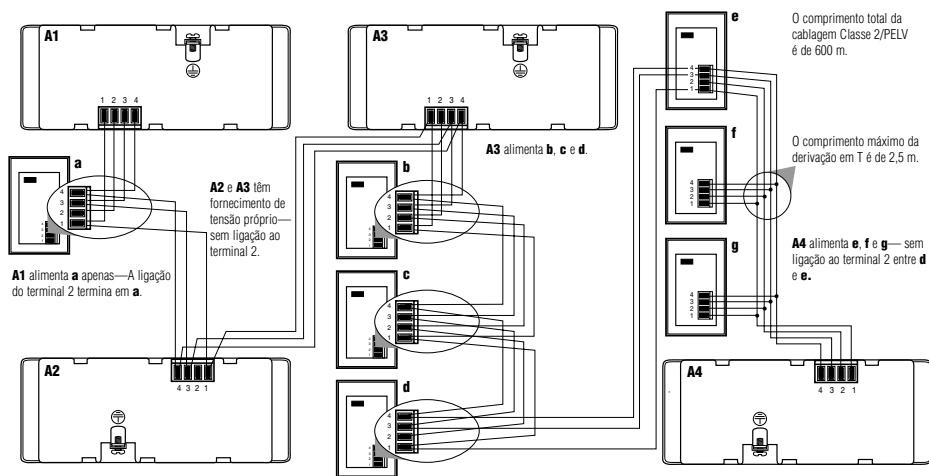 A1
1 2 3 4
a
4
3
2
1
A1 alimenta a apenas—A ligação
do terminal 2 termina em a.
A2 e A3 têm
fornecimento de
tensão próprio—
sem ligação ao
terminal 2.
A2
4 3 2 1
A3
1 2 3 4
A3 alimenta b, c e d.
b
4
3
2
1
c
4
3
2
1
d
4
3
2
1
e
4
3
2
1
f
4
3
2
1
g
4
3
2
1
O comprimento total da
cablagem Classe 2/PELV
é de 600 m.
O comprimento máximo da
derivação em T é de 2,5 m.
A4 alimenta e, f e g— sem
ligação ao terminal 2 entre d
e e.
A4
4 3 2 1